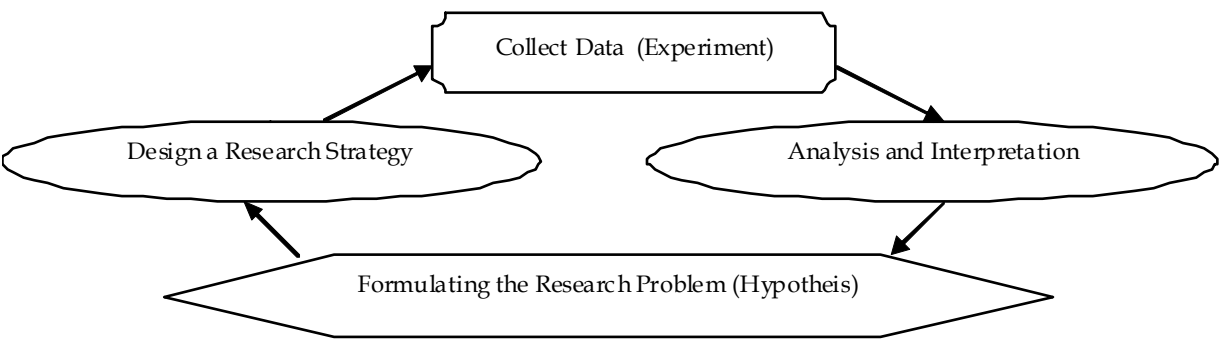 Collect Data (Experiment)
Design a Research Strategy
Analysis and Interpretation
Formulating the Research Problem (Hypotheis)